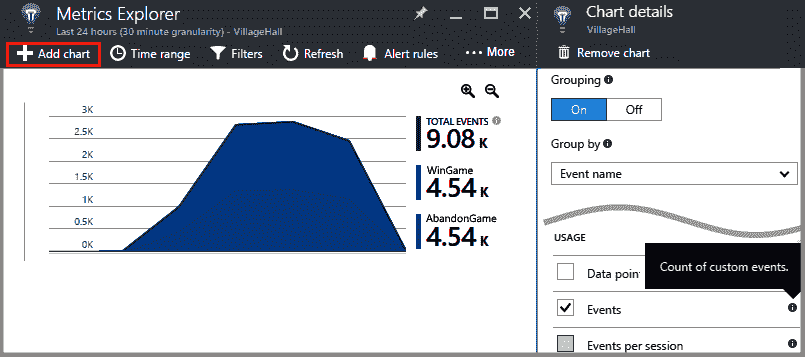 Metrics Explorer
Last 24 hours (30 minute granularity) - VillageHall
Add chart
Time range
Filters
Refresh
Alert rules
More
3K
2.5K
2K
1.5K
1K
0.5K
0K
TOTAL EVENTS
9.08 K
WinGame
4.54 K
AbandonGame
4.54 K
Chart details
VillageHall
Remove chart
Grouping
On
Off
Group by
Event name
USAGE
Data point
Count of custom events.
Events
Events per session